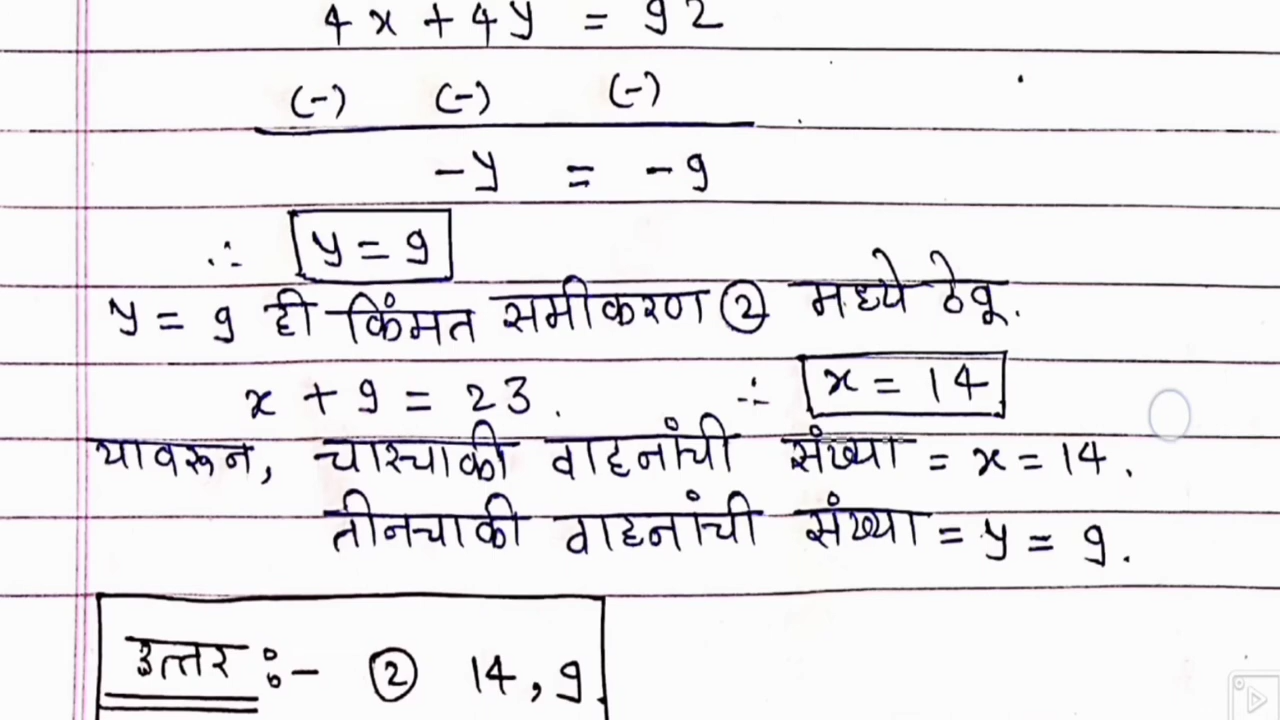 4x + 4y = 92
(-) (-) (-)
-y = -9
∴ y = 9
y = 9 ही किंमत समीकरण ② मध्ये ठेवू.
x + 9 = 23. ∴ x = 14
यावरून, चारचाकी वाहनांची संख्या = x = 14.
तीनचाकी वाहनांची संख्या = y = 9.
उत्तर :- ② 14, 9